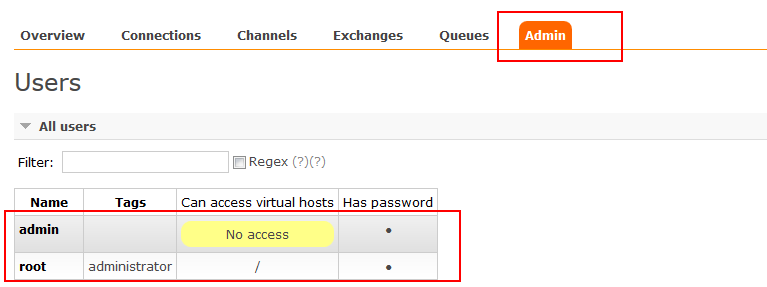 Overview Connections Channels Exchanges Queues Admin
Users
All users
Filter: Regex (?)(?)
Name Tags Can access virtual hosts Has password
admin No access •
root administrator / •